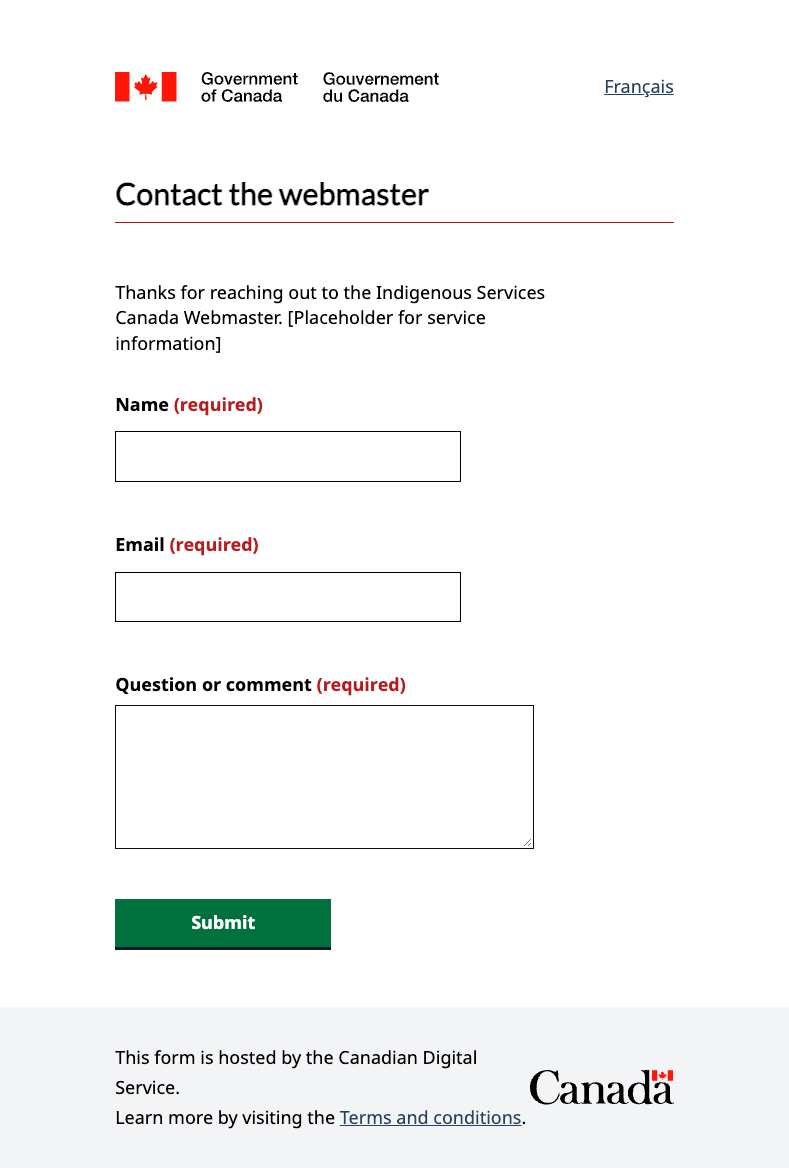 Government of Canada
Gouvernement du Canada
Français
Contact the webmaster
Thanks for reaching out to the Indigenous Services
Canada Webmaster. [Placeholder for service
information]
Name (required)
Email (required)
Question or comment (required)
Submit
This form is hosted by the Canadian Digital
Service.
Learn more by visiting the Terms and conditions.
Canada